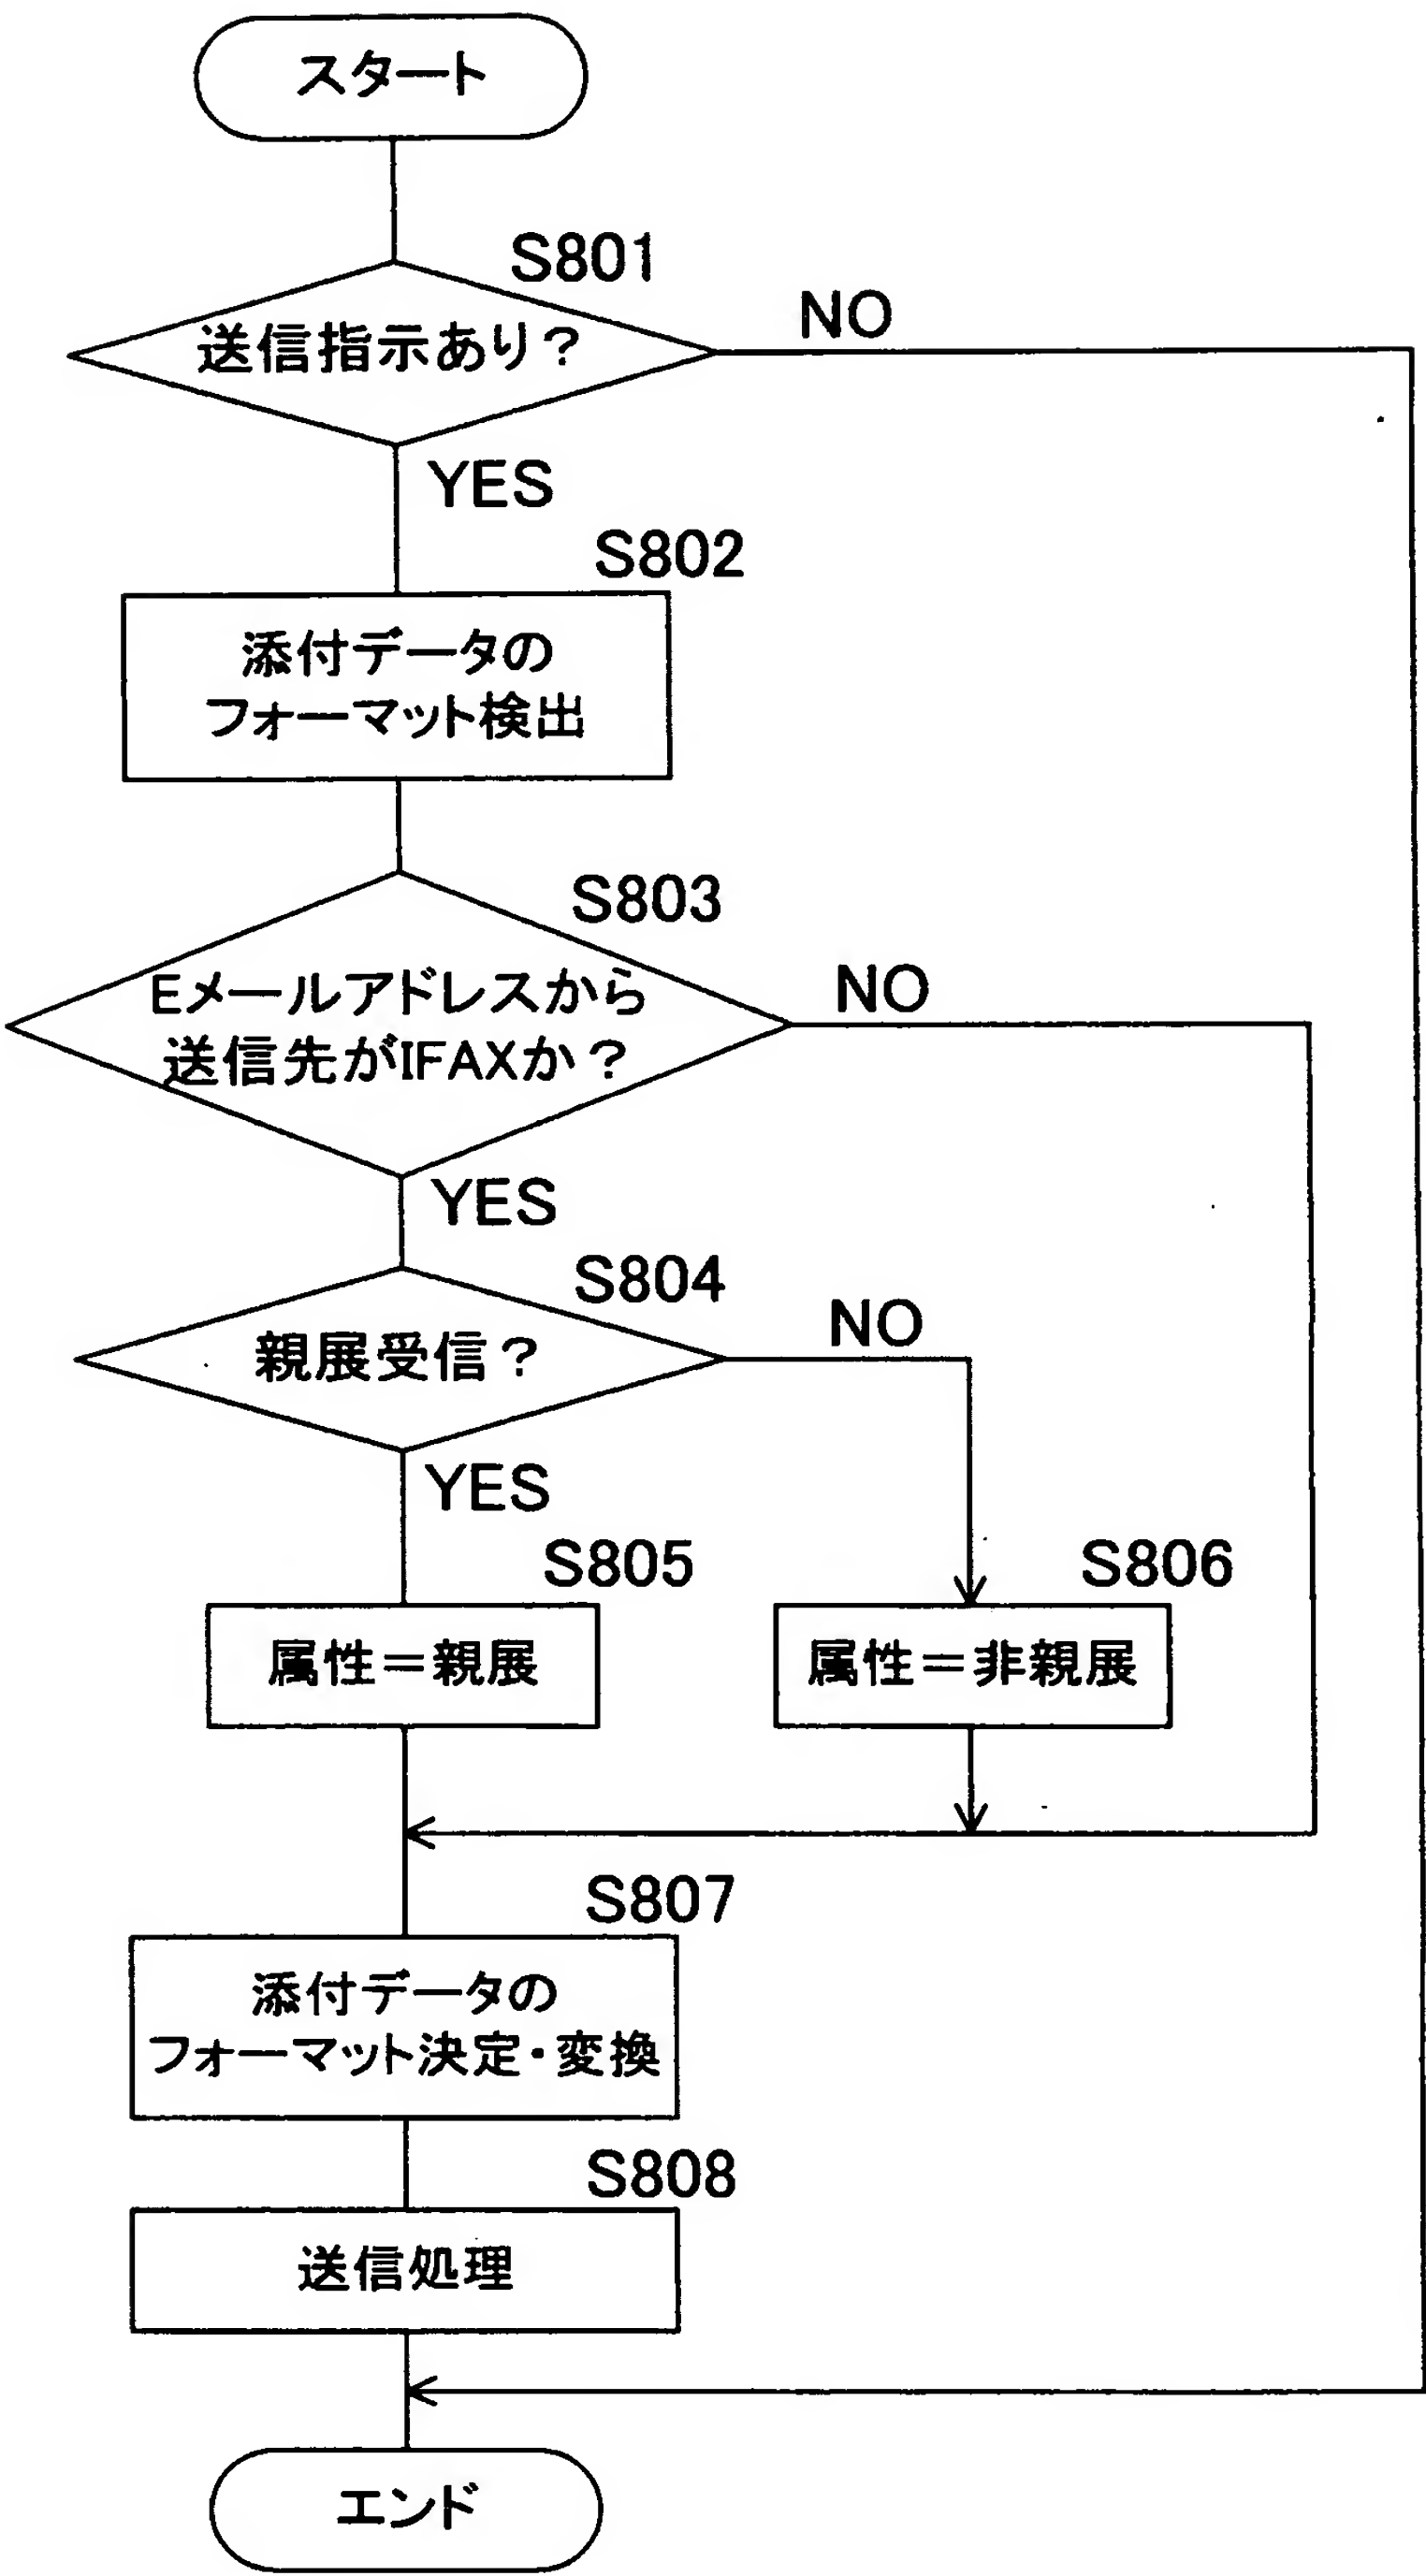 スタート
S801
送信指示あり？
NO
YES
S802
添付データの
フォーマット検出
S803
Eメールアドレスから
送信先がIFAXか？
NO
YES
S804
親展受信？
NO
YES
S805
属性＝親展
S806
属性＝非親展
S807
添付データの
フォーマット決定・変換
S808
送信処理
エンド